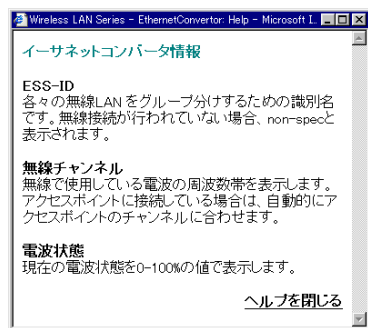 Wireless LAN Series - EthernetConvertor: Help - Microsoft I...
イーサネットコンバータ情報
ESS-ID
各々の無線LANをグループ分けするための識別名
です。無線接続が行われていない場合、non-specと
表示されます。
無線チャンネル
無線で使用している電波の周波数帯を表示します。
アクセスポイントに接続している場合は、自動的にア
クセスポイントのチャンネルに合わせます。
電波状態
現在の電波状態を0-100%の値で表示します。
ヘルプを閉じる